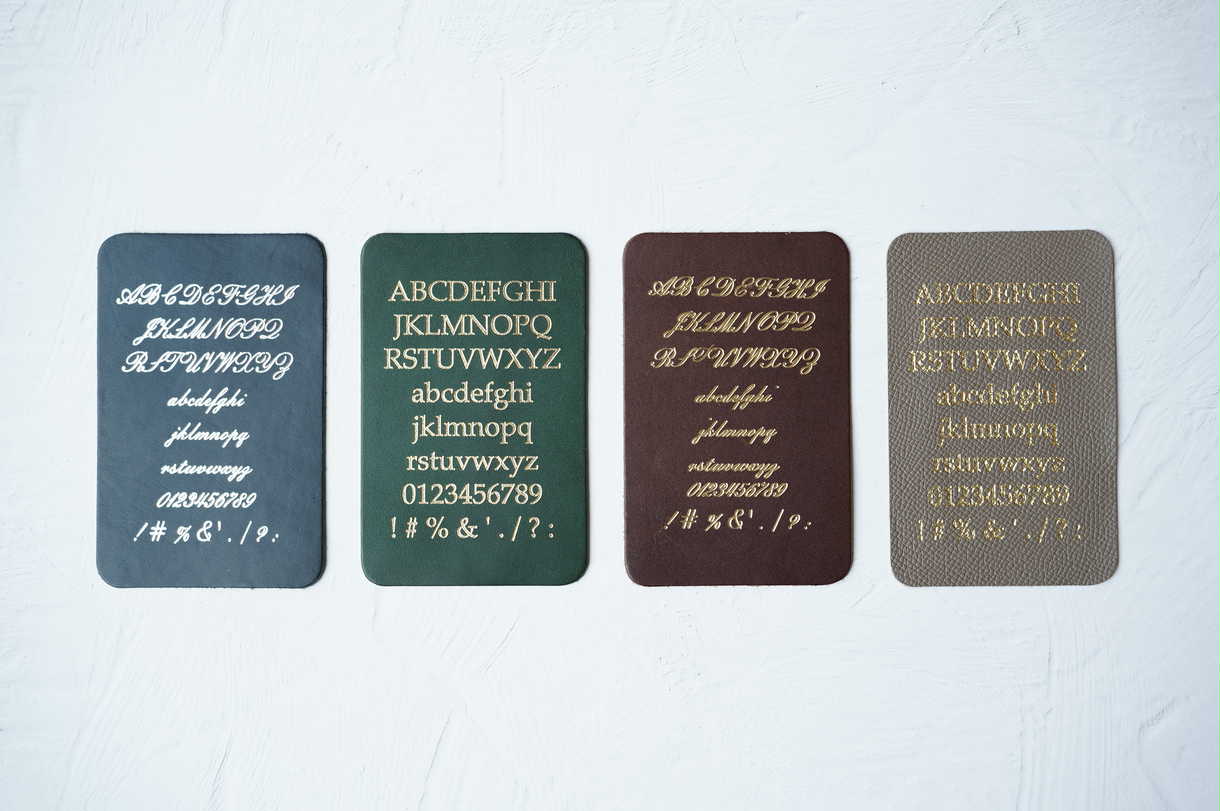 ABCDEFGHI
JKLMNOPQ
RSTUVWXYZ
abcdefghi
jklmnopq
rstuvwxyz
0123456789
! # % & ' . / ? :
ABCDEFGHI
JKLMNOPQ
RSTUVWXYZ
abcdefghi
jklmnopq
rstuvwxyz
0123456789
! # % & ' . / ? :
ABCDEFGHI
JKLMNOPQ
RSTUVWXYZ
abcdefghi
jklmnopq
rstuvwxyz
0123456789
! # % & ' . / ? :
ABCDEFGHI
JKLMNOPQ
RSTUVWXYZ
abcdefghi
jklmnopq
rstuvwxyz
0123456789
! # % & ' . / ? :